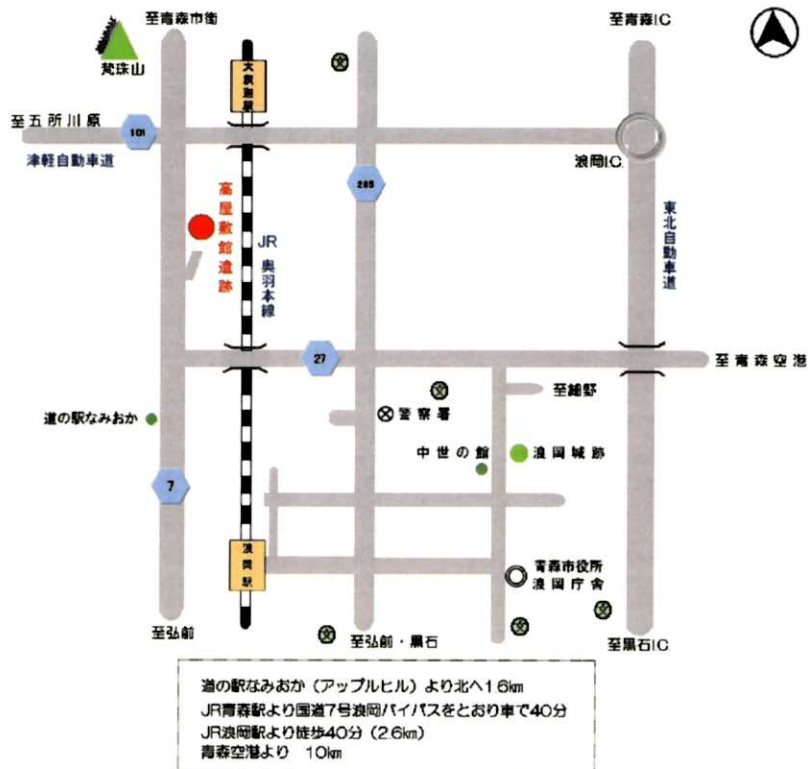 至青森市街
至青森IC
梵珠山
大釈迦駅
至五所川原
101
津軽自動車道
浪岡IC.
285
高屋敷館遺跡
JR奥羽本線
東北自動車道
27
至青森空港
文
至細野
道の駅なみおか
警察署
中世の館
浪岡城跡
7
浪岡駅
青森市役所
浪岡庁舎
至弘前
至弘前・黒石
至黒石IC
道の駅なみおか(アップルヒル)より北へ1.6km
JR青森駅より国道7号浪岡バイパスをとおり車で40分
JR浪岡駅より徒歩40分(2.6km)
青森空港より 10km